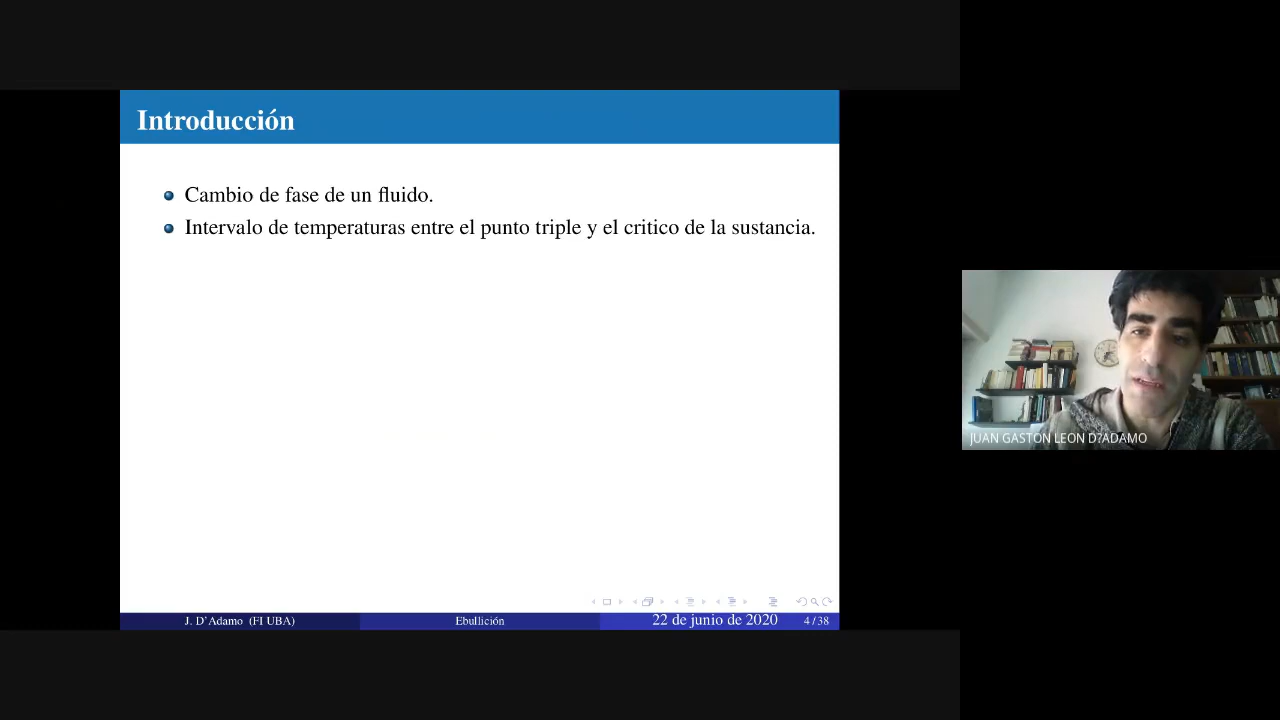 Introducción
Cambio de fase de un fluido.
Intervalo de temperaturas entre el punto triple y el critico de la sustancia.
JUAN GASTON LEON D?ADAMO
J. D'Adamo (FI UBA)
Ebullición
22 de junio de 2020
4 / 38